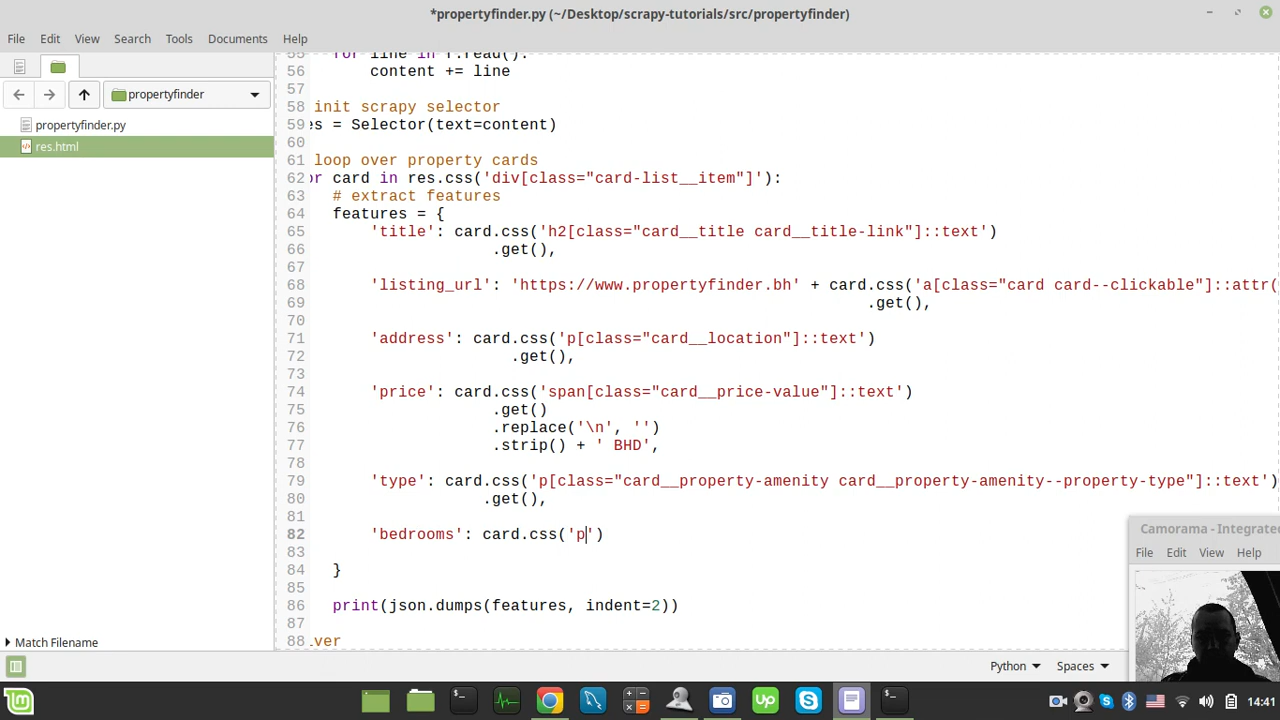 *propertyfinder.py (~/Desktop/scrapy-tutorials/src/propertyfinder)
File Edit View Search Tools Documents Help
propertyfinder
propertyfinder.py
res.html
Match Filename
55 for line in f.read():
56 content += line
57
58 init scrapy selector
59 es = Selector(text=content)
60
61 loop over property cards
62 or card in res.css('div[class="card-list__item"]'):
63 # extract features
64 features = {
65 'title': card.css('h2[class="card__title card__title-link"]::text')
66 .get(),
67
68 'listing_url': 'https://www.propertyfinder.bh' + card.css('a[class="card card--clickable"]::attr(
69 .get(),
70
71 'address': card.css('p[class="card__location"]::text')
72 .get(),
73
74 'price': card.css('span[class="card__price-value"]::text')
75 .get()
76 .replace('\n', '')
77 .strip() + ' BHD',
78
79 'type': card.css('p[class="card__property-amenity card__property-amenity--property-type"]::text')
80 .get(),
81
82 'bedrooms': card.css('p')
83
84 }
85
86 print(json.dumps(features, indent=2))
87
88 ver
Camorama - Integrated
File Edit View Help
Python Spaces
14:41